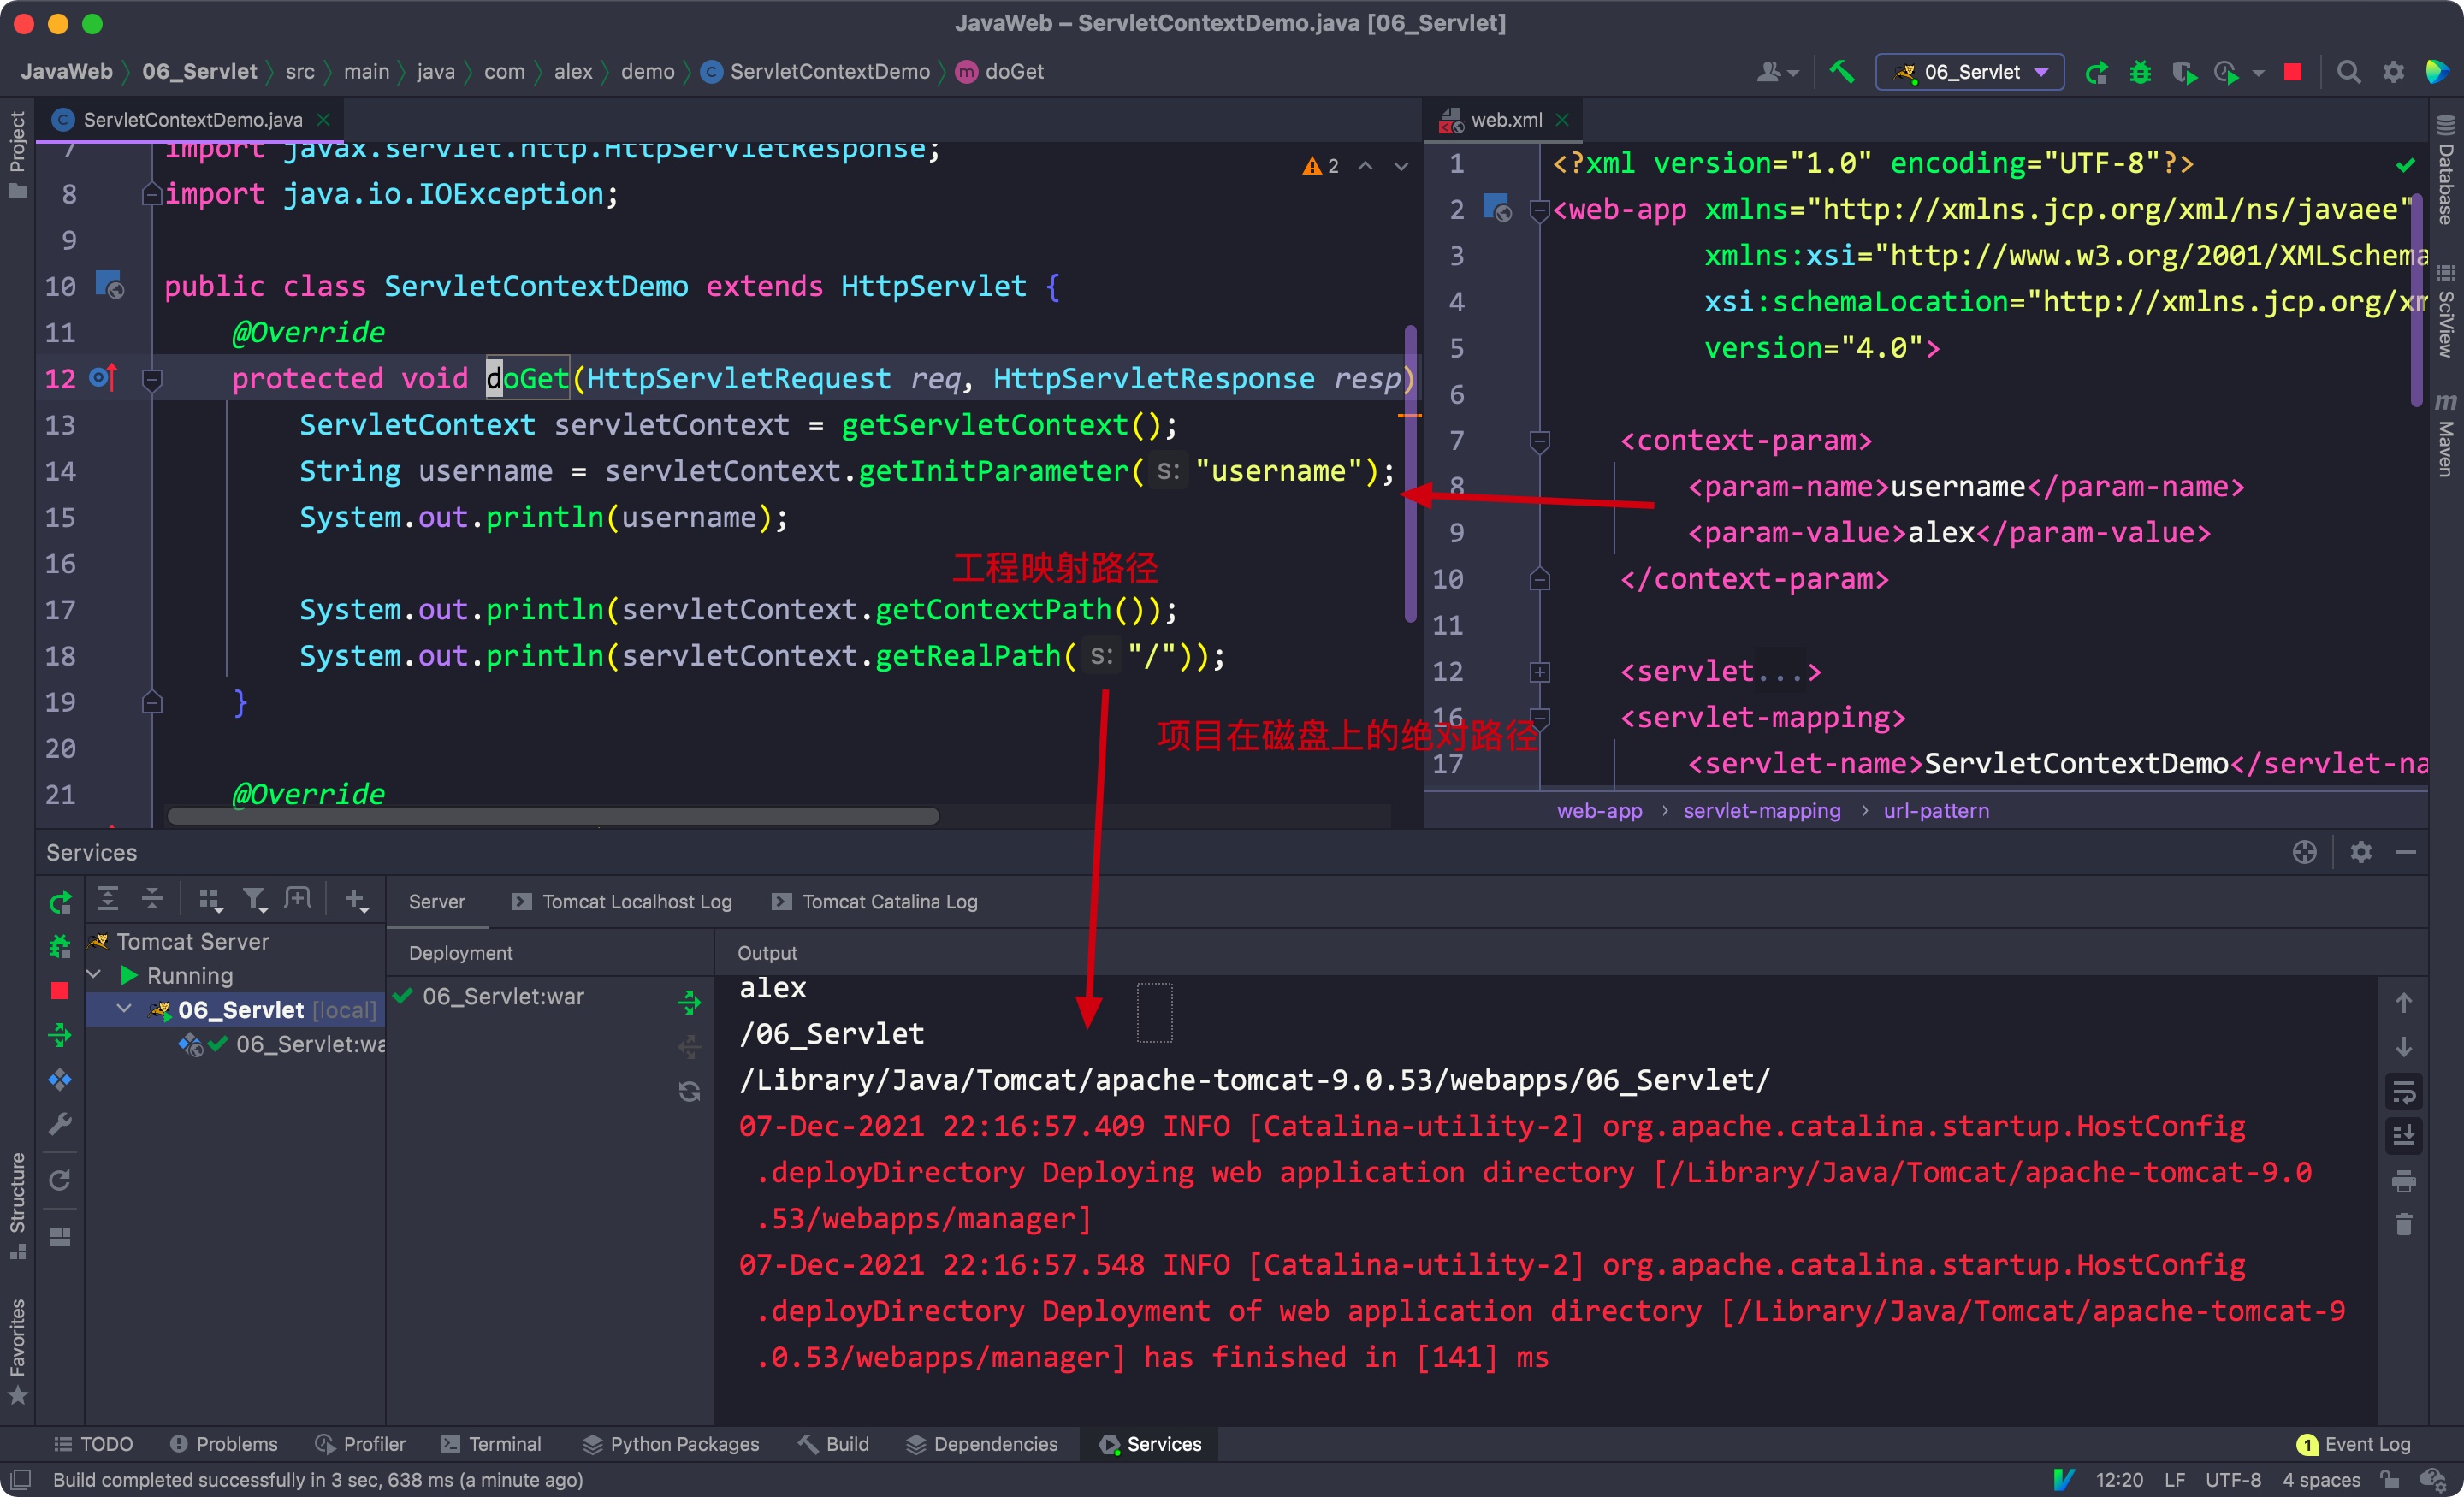 JavaWeb – ServletContextDemo.java [06_Servlet]
JavaWeb 06_Servlet src main java com alex demo ServletContextDemo doGet
06_Servlet
Project
ServletContextDemo.java
7 import javax.servlet.http.HttpServletResponse;
2
8 import java.io.IOException;
9
10 public class ServletContextDemo extends HttpServlet {
11 @Override
12 protected void doGet(HttpServletRequest req, HttpServletResponse resp)
13 ServletContext servletContext = getServletContext();
14 String username = servletContext.getInitParameter( s: "username");
15 System.out.println(username);
16
工程映射路径
17 System.out.println(servletContext.getContextPath());
18 System.out.println(servletContext.getRealPath( s: "/"));
19 }
项目在磁盘上的绝对路径
20
21 @Override
web.xml
1 <?xml version="1.0" encoding="UTF-8"?>
2 <web-app xmlns="http://xmlns.jcp.org/xml/ns/javaee"
3 xmlns:xsi="http://www.w3.org/2001/XMLSchema
4 xsi:schemaLocation="http://xmlns.jcp.org/xm
5 version="4.0">
6
7 <context-param>
8 <param-name>username</param-name>
9 <param-value>alex</param-value>
10 </context-param>
11
12 <servlet...>
16 <servlet-mapping>
17 <servlet-name>ServletContextDemo</servlet-na
web-app › servlet-mapping › url-pattern
Database
SciView
m Maven
Services
Server Tomcat Localhost Log Tomcat Catalina Log
Tomcat Server
Running
06_Servlet [local]
06_Servlet:wa
Deployment
06_Servlet:war
Output
alex
/06_Servlet
/Library/Java/Tomcat/apache-tomcat-9.0.53/webapps/06_Servlet/
07-Dec-2021 22:16:57.409 INFO [Catalina-utility-2] org.apache.catalina.startup.HostConfig
.deployDirectory Deploying web application directory [/Library/Java/Tomcat/apache-tomcat-9.0
.53/webapps/manager]
07-Dec-2021 22:16:57.548 INFO [Catalina-utility-2] org.apache.catalina.startup.HostConfig
.deployDirectory Deployment of web application directory [/Library/Java/Tomcat/apache-tomcat-9
.0.53/webapps/manager] has finished in [141] ms
Structure
Favorites
TODO Problems Profiler Terminal Python Packages Build Dependencies Services 1 Event Log
Build completed successfully in 3 sec, 638 ms (a minute ago) 12:20 LF UTF-8 4 spaces